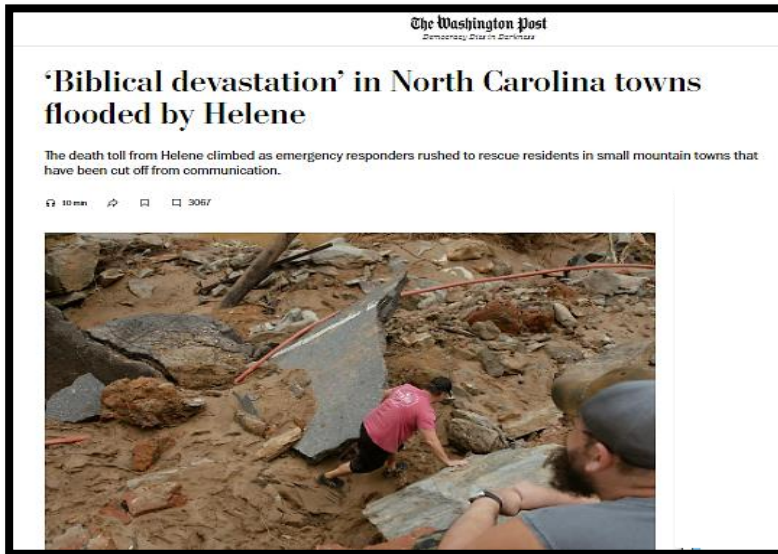 The Washington Post
Democracy Dies in Darkness
‘Biblical devastation’ in North Carolina towns
flooded by Helene
The death toll from Helene climbed as emergency responders rushed to rescue residents in small mountain towns that
have been cut off from communication.
10 min 3067